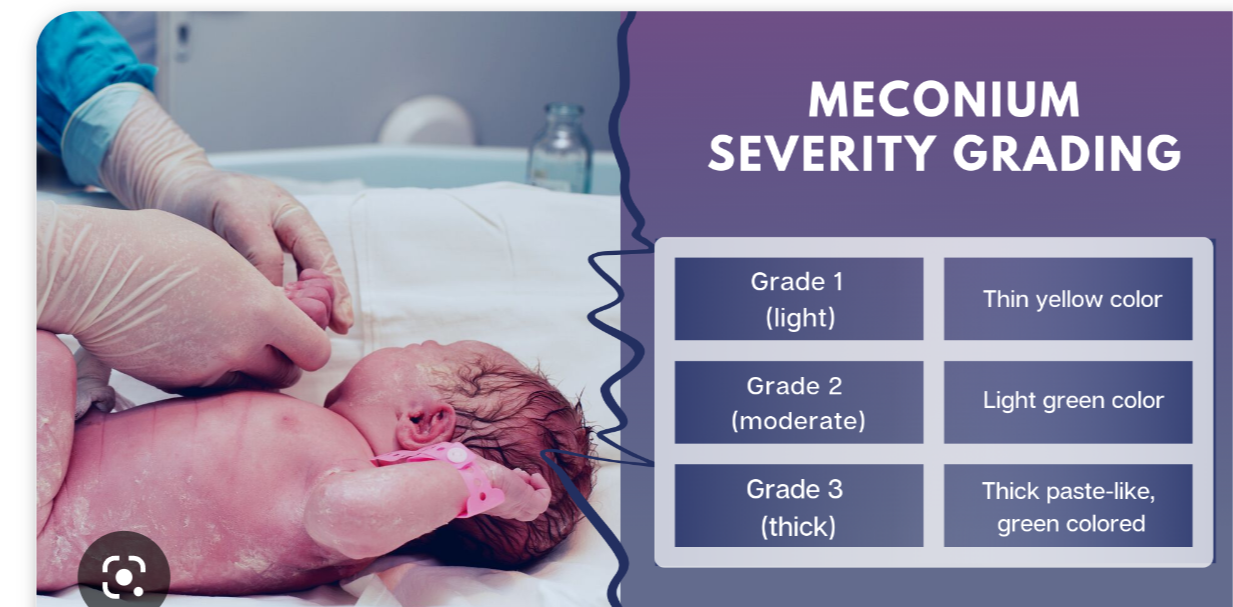 MECONIUM
SEVERITY GRADING
Grade 1
(light)
Thin yellow color
Grade 2
(moderate)
Light green color
Grade 3
(thick)
Thick paste-like,
green colored